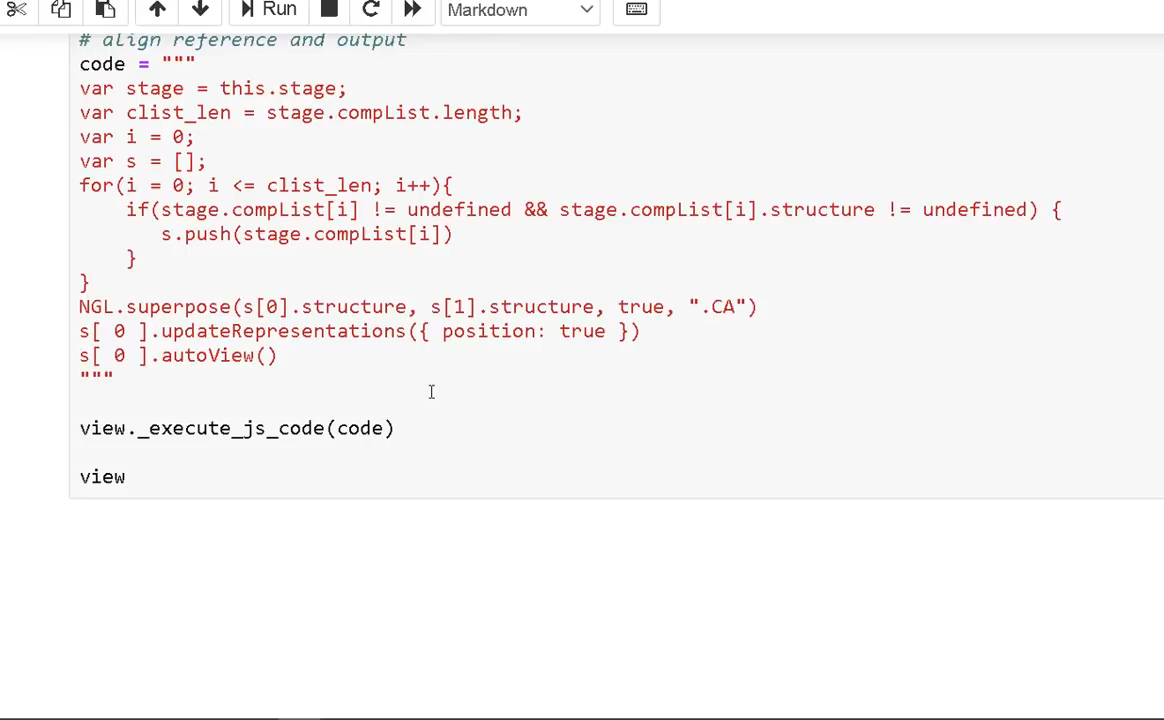 Run
Markdown
# align reference and output
code = """
var stage = this.stage;
var clist_len = stage.compList.length;
var i = 0;
var s = [];
for(i = 0; i <= clist_len; i++){
    if(stage.compList[i] != undefined && stage.compList[i].structure != undefined) {
       s.push(stage.compList[i])
    }
}
NGL.superpose(s[0].structure, s[1].structure, true, ".CA")
s[ 0 ].updateRepresentations({ position: true })
s[ 0 ].autoView()
"""
view._execute_js_code(code)
view